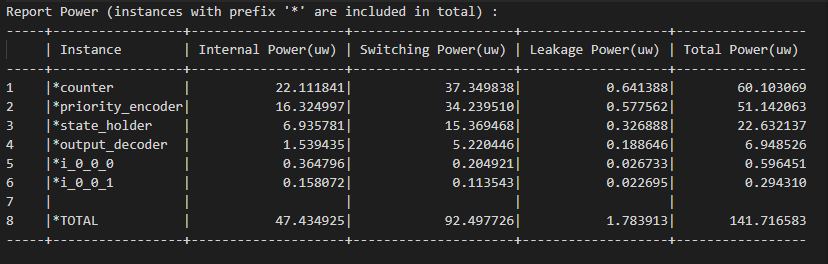 Report Power (instances with prefix '*' are included in total) :
-----+-----------------+--------------------+---------------------+-------------------+-----------------
     | Instance        | Internal Power(uw) | Switching Power(uw) | Leakage Power(uw) | Total Power(uw)
-----+-----------------+--------------------+---------------------+-------------------+-----------------
1    |*counter         |           22.111841|            37.349838|           0.641388|        60.103069
2    |*priority_encoder|           16.324997|            34.239510|           0.577562|        51.142063
3    |*state_holder    |            6.935781|            15.369468|           0.326888|        22.632137
4    |*output_decoder  |            1.539435|             5.220446|           0.188646|         6.948526
5    |*i_0_0_0         |            0.364796|             0.204921|           0.026733|         0.596451
6    |*i_0_0_1         |            0.158072|             0.113543|           0.022695|         0.294310
7    |                 |                    |                     |                   |
8    |*TOTAL           |           47.434925|            92.497726|           1.783913|       141.716583
-----+-----------------+--------------------+---------------------+-------------------+-----------------